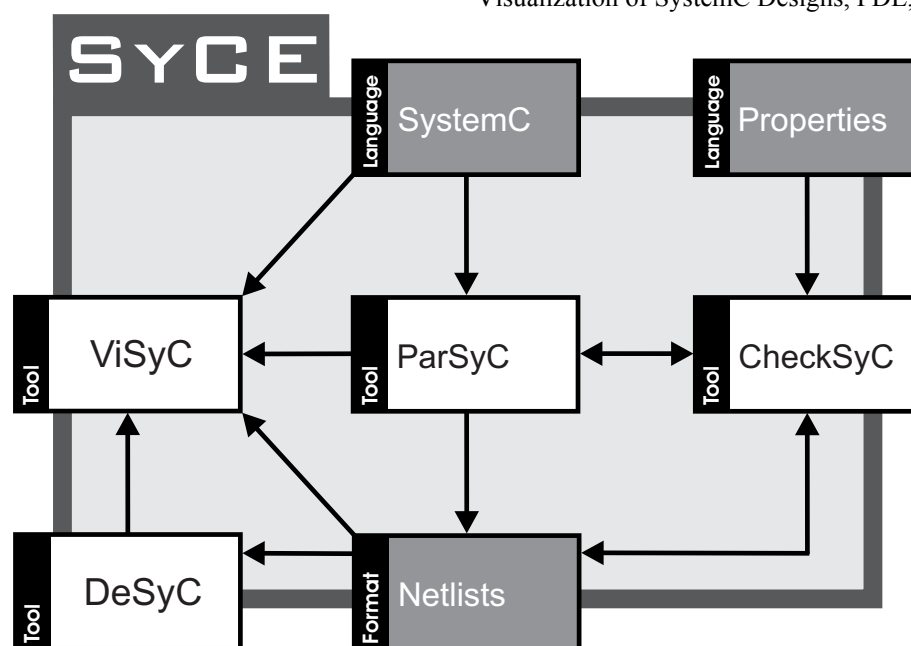 Visualization of SystemC Designs, FDL,
SYCE
Language
SystemC
Language
Properties
Tool
ViSyC
Tool
ParSyC
Tool
CheckSyC
Tool
DeSyC
Format
Netlists